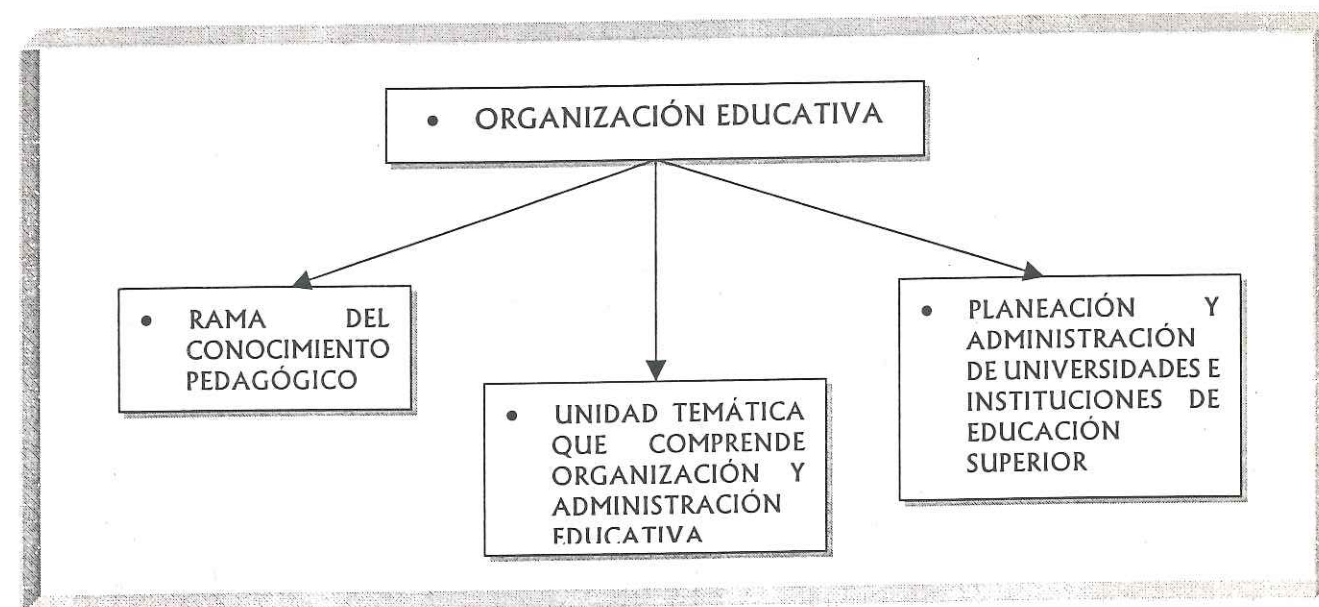 • ORGANIZACIÓN EDUCATIVA
• RAMA DEL
CONOCIMIENTO
PEDAGÓGICO
• UNIDAD TEMÁTICA
QUE COMPRENDE
ORGANIZACIÓN Y
ADMINISTRACIÓN
EDUCATIVA
• PLANEACIÓN Y
ADMINISTRACIÓN
DE UNIVERSIDADES E
INSTITUCIONES DE
EDUCACIÓN
SUPERIOR